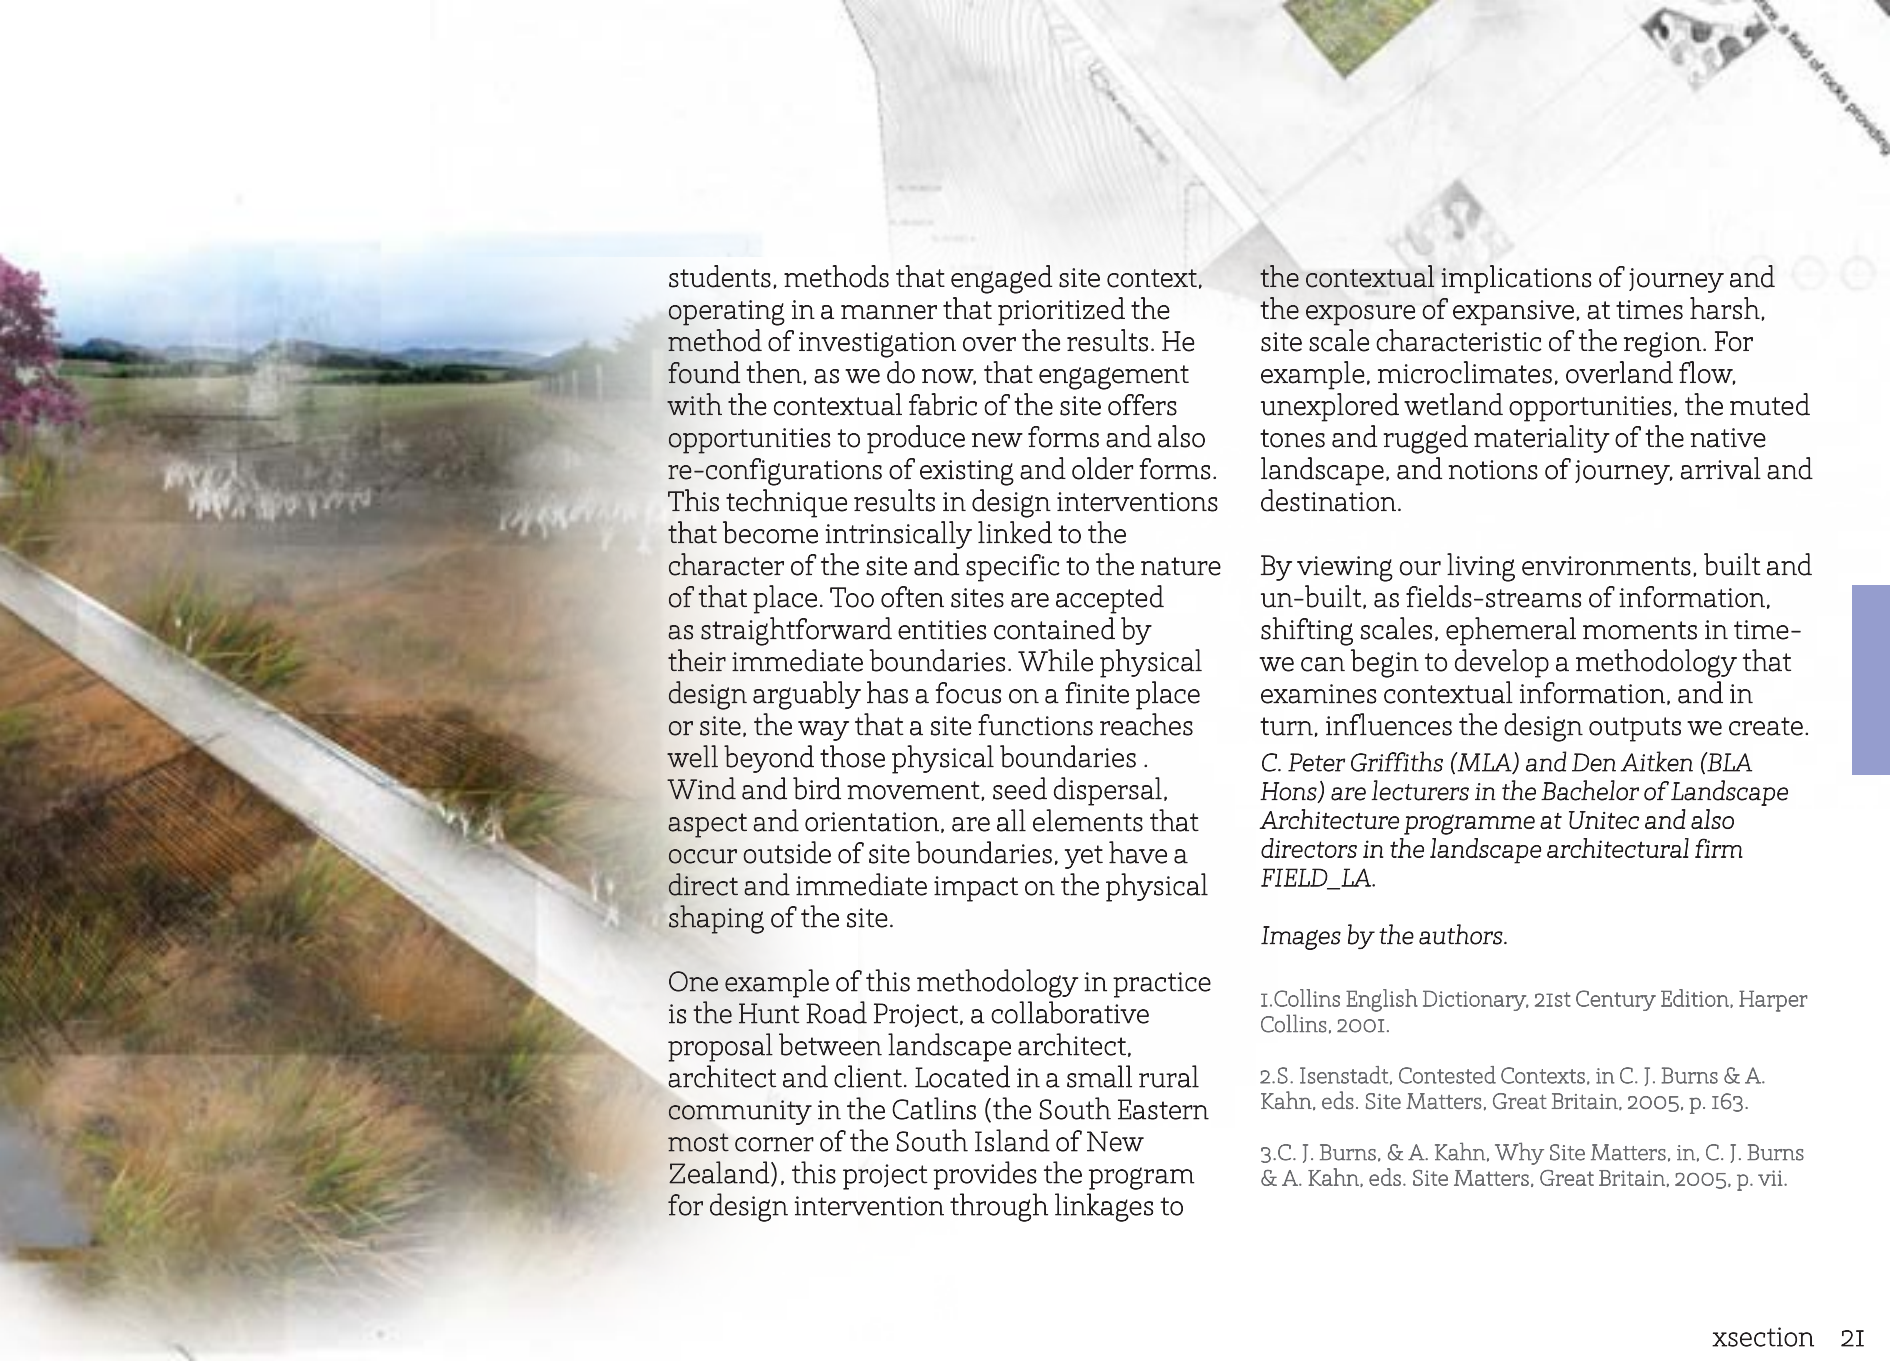 ce, a field of rocks providing
students, methods that engaged site context,
operating in a manner that prioritized the
method of investigation over the results. He
found then, as we do now, that engagement
with the contextual fabric of the site offers
opportunities to produce new forms and also
re-configurations of existing and older forms.
This technique results in design interventions
that become intrinsically linked to the
character of the site and specific to the nature
of that place. Too often sites are accepted
as straightforward entities contained by
their immediate boundaries. While physical
design arguably has a focus on a finite place
or site, the way that a site functions reaches
well beyond those physical boundaries .
Wind and bird movement, seed dispersal,
aspect and orientation, are all elements that
occur outside of site boundaries, yet have a
direct and immediate impact on the physical
shaping of the site.
One example of this methodology in practice
is the Hunt Road Project, a collaborative
proposal between landscape architect,
architect and client. Located in a small rural
community in the Catlins (the South Eastern
most corner of the South Island of New
Zealand), this project provides the program
for design intervention through linkages to
the contextual implications of journey and
the exposure of expansive, at times harsh,
site scale characteristic of the region. For
example, microclimates, overland flow,
unexplored wetland opportunities, the muted
tones and rugged materiality of the native
landscape, and notions of journey, arrival and
destination.
By viewing our living environments, built and
un-built, as fields-streams of information,
shifting scales, ephemeral moments in time-
we can begin to develop a methodology that
examines contextual information, and in
turn, influences the design outputs we create.
C. Peter Griffiths (MLA) and Den Aitken (BLA
Hons) are lecturers in the Bachelor of Landscape
Architecture programme at Unitec and also
directors in the landscape architectural firm
FIELD_LA.
Images by the authors.
1.Collins English Dictionary, 21st Century Edition, Harper
Collins, 2001.
2.S. Isenstadt, Contested Contexts, in C. J. Burns & A.
Kahn, eds. Site Matters, Great Britain, 2005, p. 163.
3.C. J. Burns, & A. Kahn, Why Site Matters, in, C. J. Burns
& A. Kahn, eds. Site Matters, Great Britain, 2005, p. vii.
xsection 21